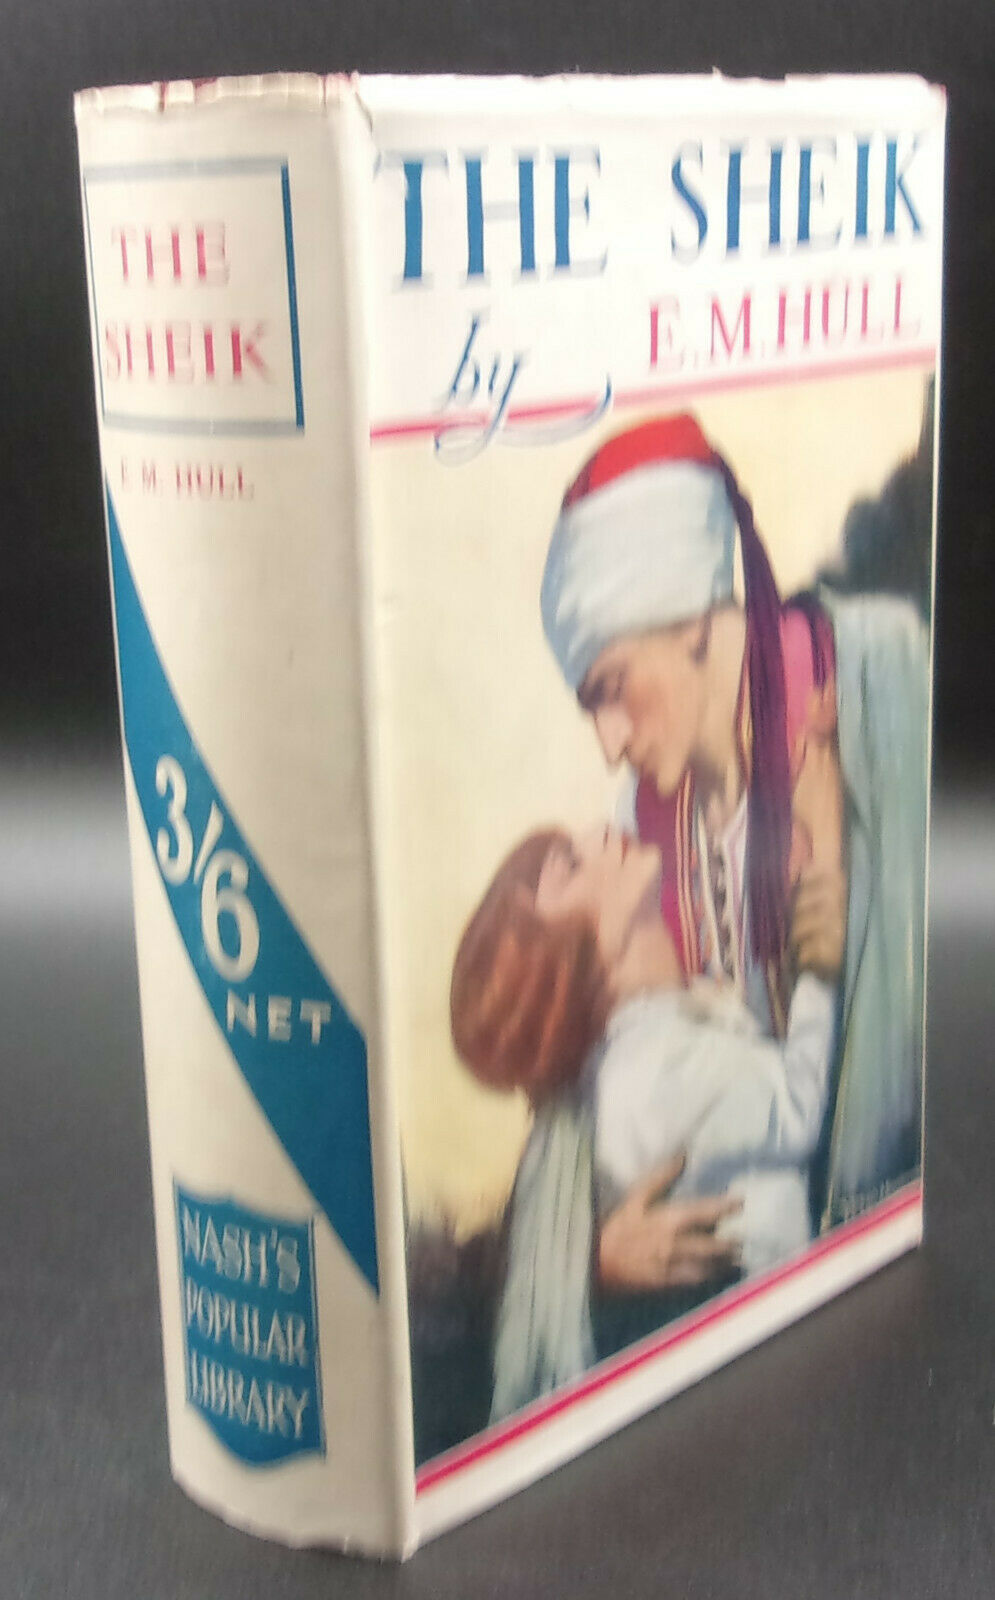 THE
SHEIK
E. M. HULL
3/6
NET
NASH'S
POPULAR
LIBRARY
THE SHEIK
by E. M. HULL